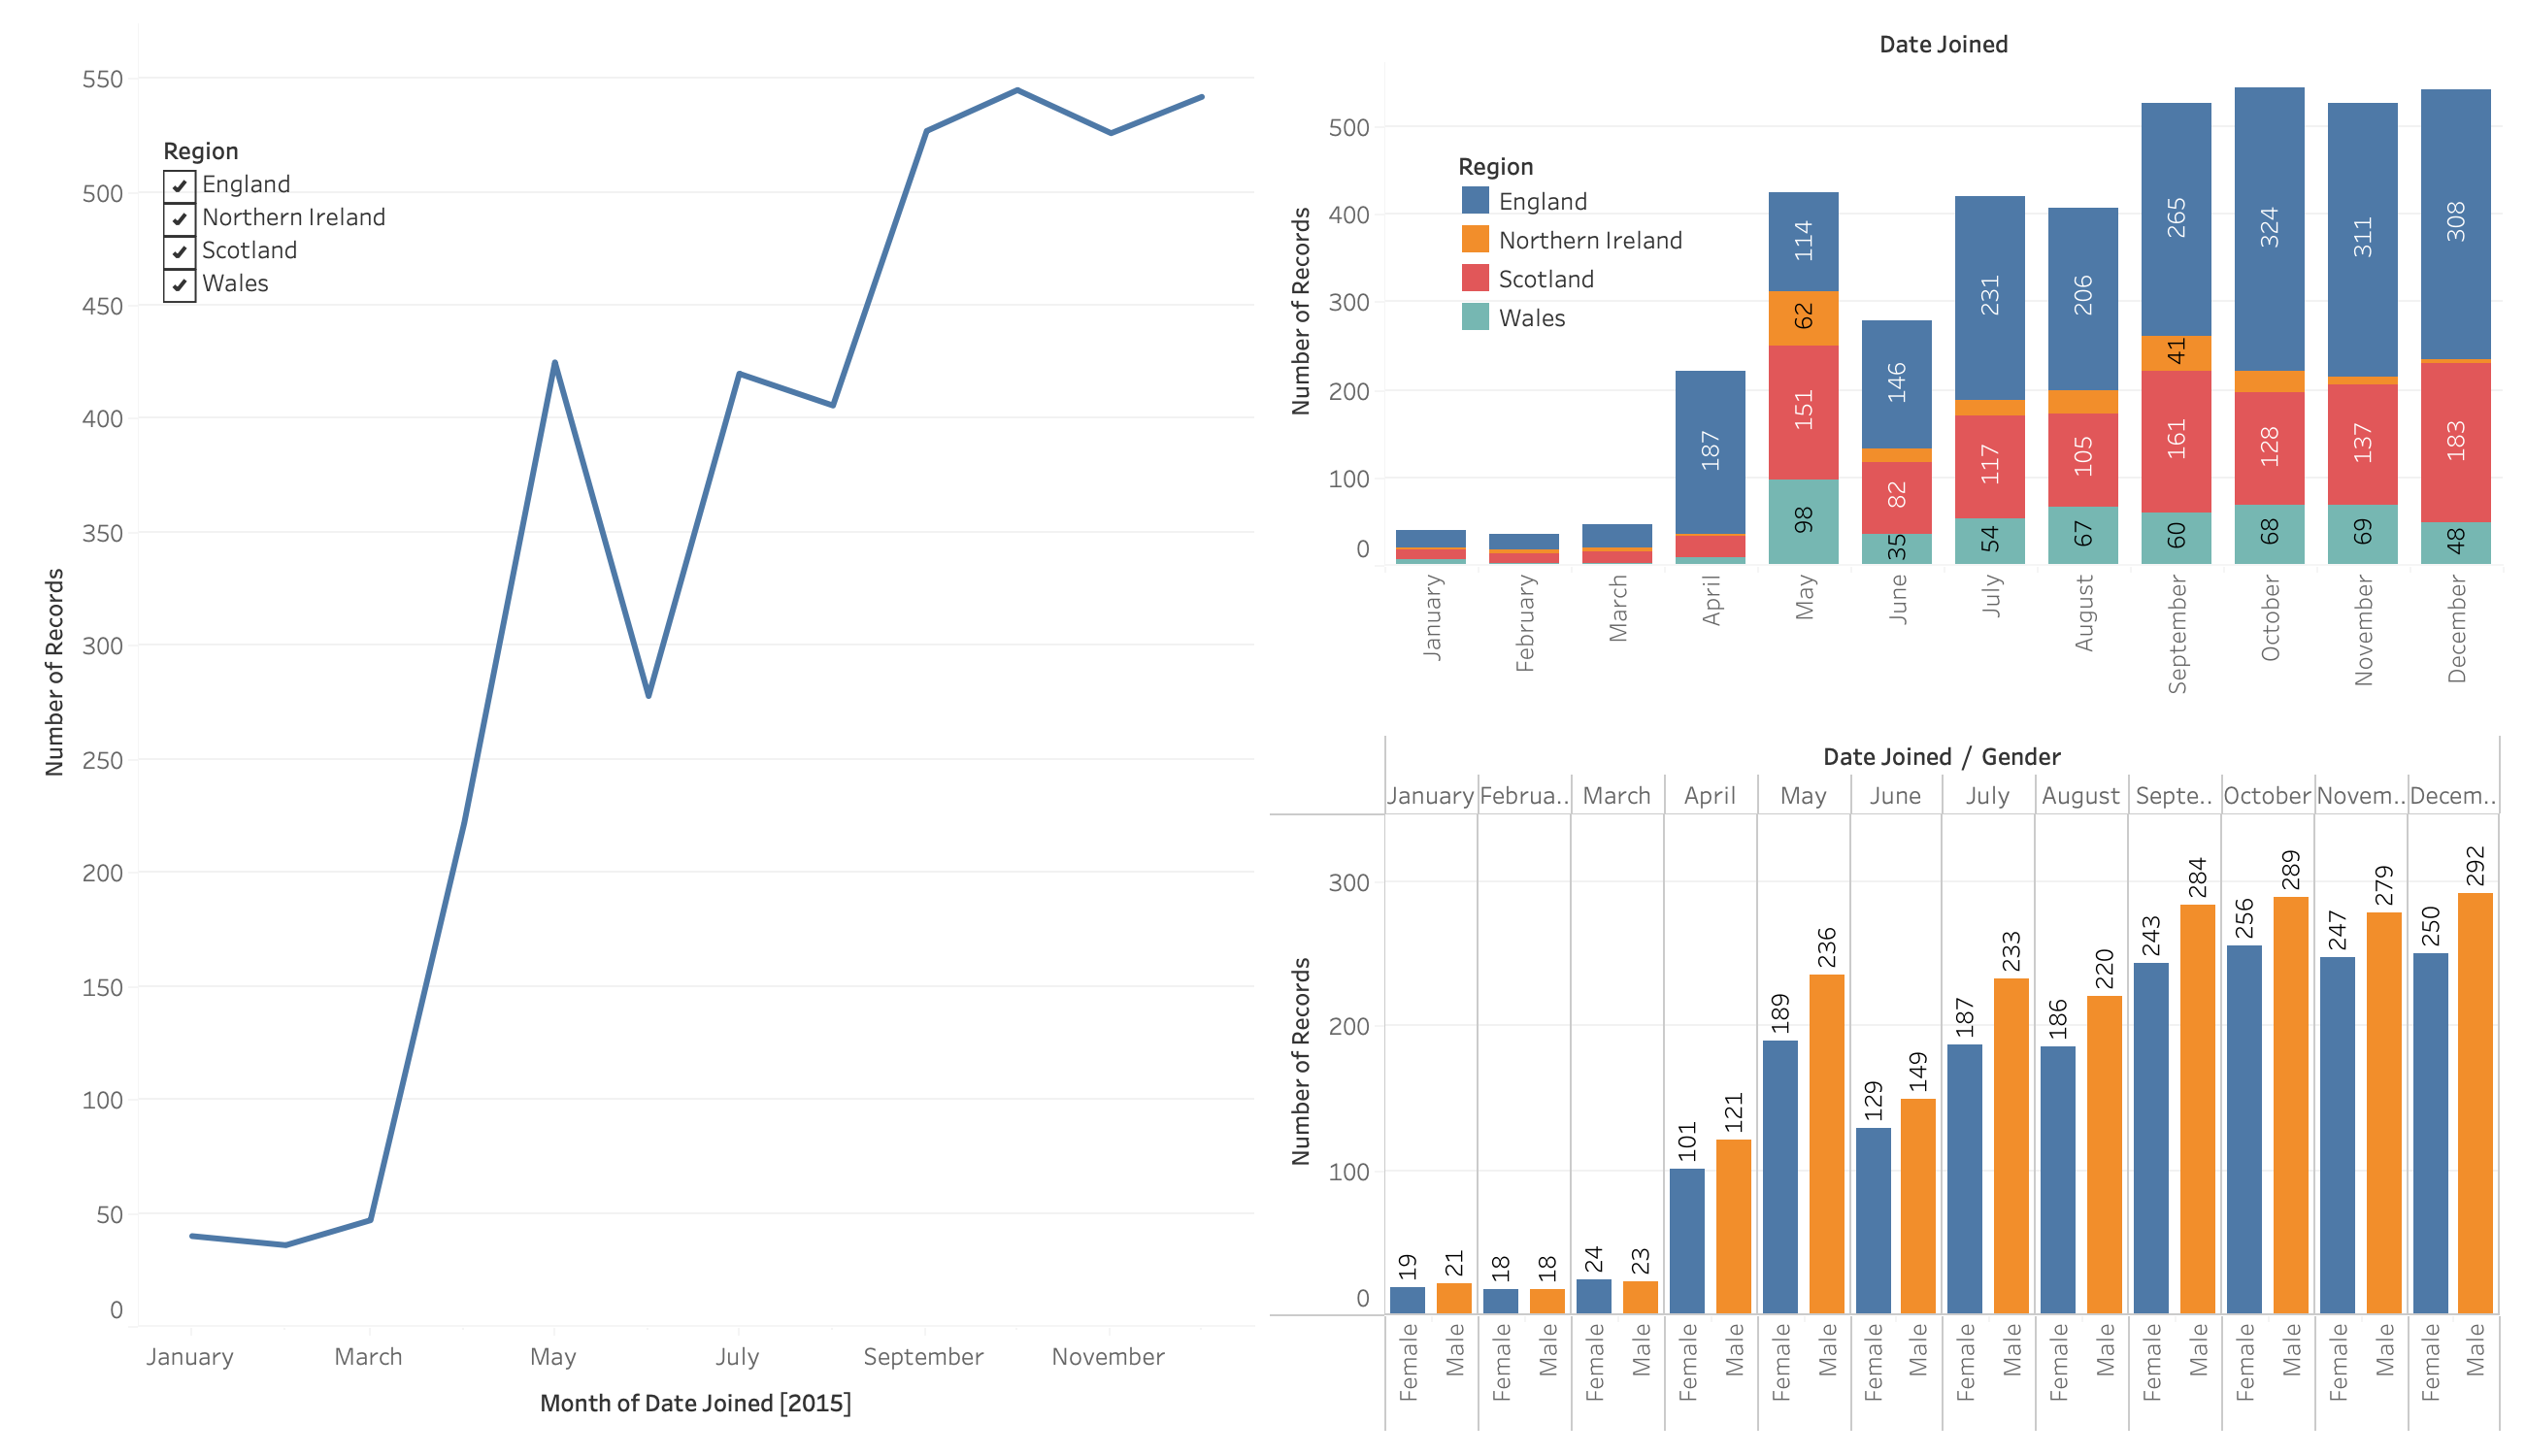 550
500
450
400
350
300
250
200
150
100
50
0
Number of Records
Region
England
Northern Ireland
Scotland
Wales
January March May July September November
Month of Date Joined [2015]
Date Joined
500
400
300
200
100
0
Number of Records
Region
England
Northern Ireland
Scotland
Wales
187
114
62
151
98
146
82
35
231
117
54
206
105
67
265
41
161
60
324
128
68
311
137
69
308
183
48
January February March April May June July August September October November December
Date Joined / Gender
January Februa.. March April May June July August Septe.. October Novem.. Decem..
300
200
100
0
Number of Records
19 21 18 18 24 23 101 121 189 236 129 149 187 233 186 220 243 284 256 289 247 279 250 292
Female Male Female Male Female Male Female Male Female Male Female Male Female Male Female Male Female Male Female Male Female Male Female Male